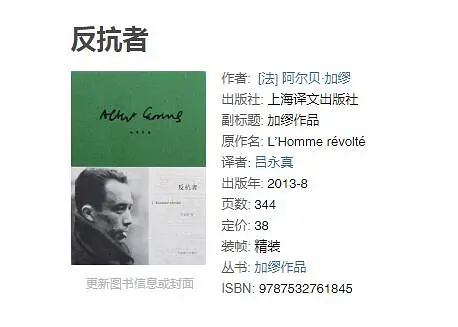 反抗者
反抗者
作者: [法] 阿尔贝·加缪
出版社: 上海译文出版社
副标题: 加缪作品
原作名: L'Homme révolté
译者: 吕永真
出版年: 2013-8
页数: 344
定价: 38
装帧: 精装
丛书: 加缪作品
ISBN: 9787532761845
更新图书信息或封面